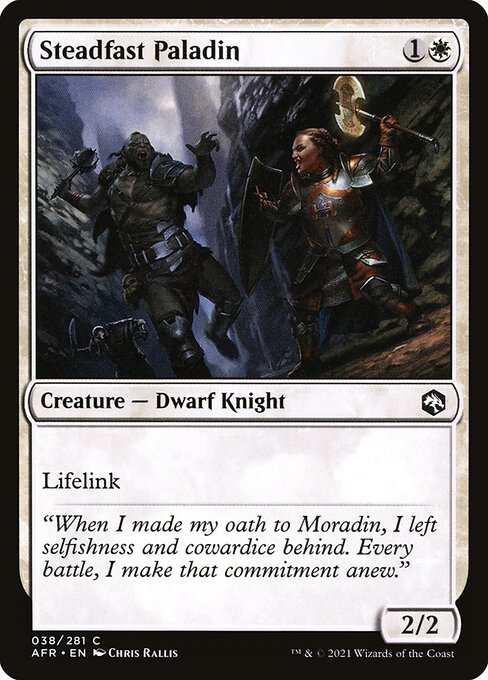 Steadfast Paladin 1
Creature — Dwarf Knight
Lifelink
“When I made my oath to Moradin, I left
selfishness and cowardice behind. Every
battle, I make that commitment anew.”
2/2
038/281 C
AFR • EN Chris Rallis
™ & © 2021 Wizards of the Coast